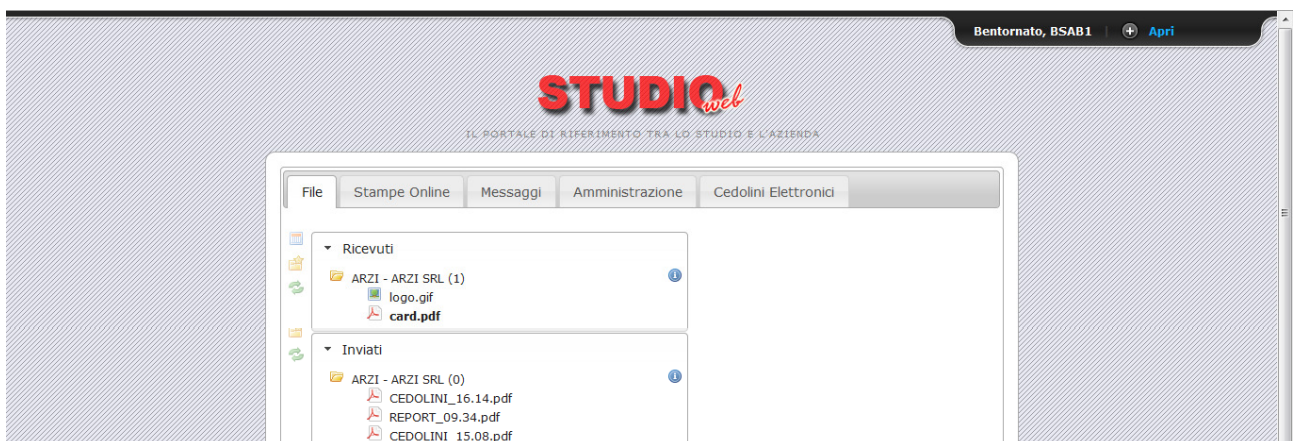 Bentornato, BSAB1 | Apri
STUDIO web
IL PORTALE DI RIFERIMENTO TRA LO STUDIO E L'AZIENDA
File Stampe Online Messaggi Amministrazione Cedolini Elettronici
Ricevuti
ARZI - ARZI SRL (1)
logo.gif
card.pdf
Inviati
ARZI - ARZI SRL (0)
CEDOLINI_16.14.pdf
REPORT_09.34.pdf
CEDOLINI_15.08.pdf